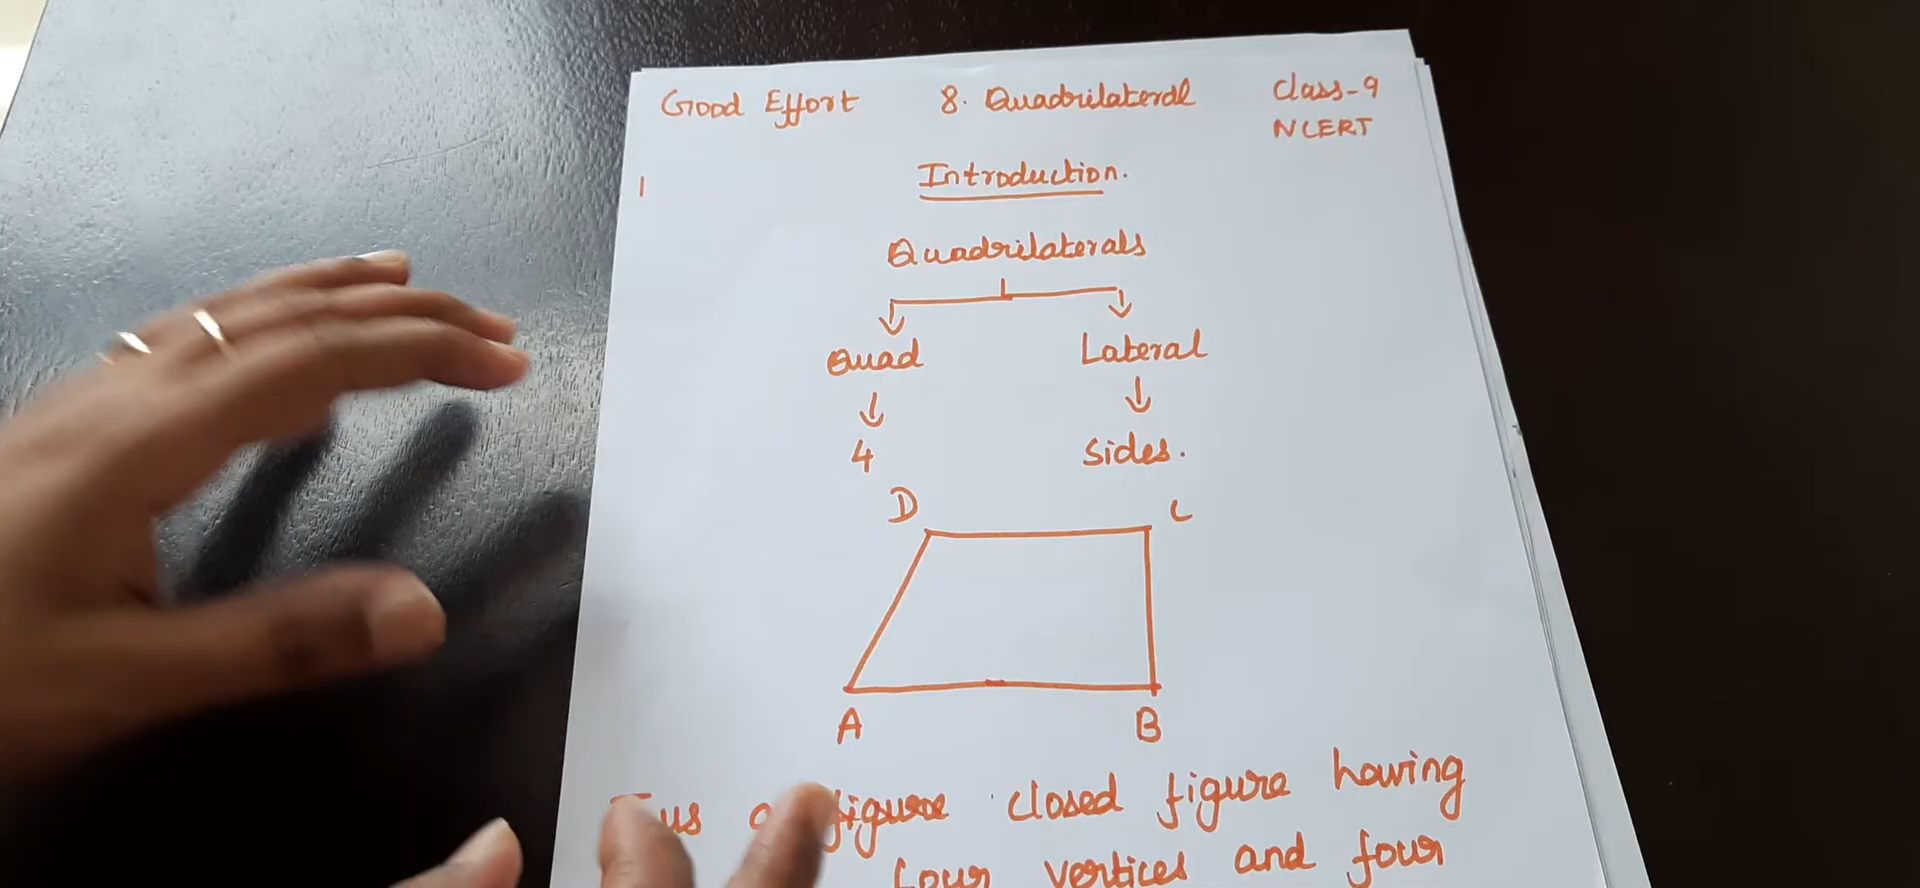 Good Effort 8. Quadrilateral Class-9
NCERT
1 Introduction.
Quadrilaterals
Quad Lateral
4 Sides.
D C
A B
figure closed figure having
four vertices and four